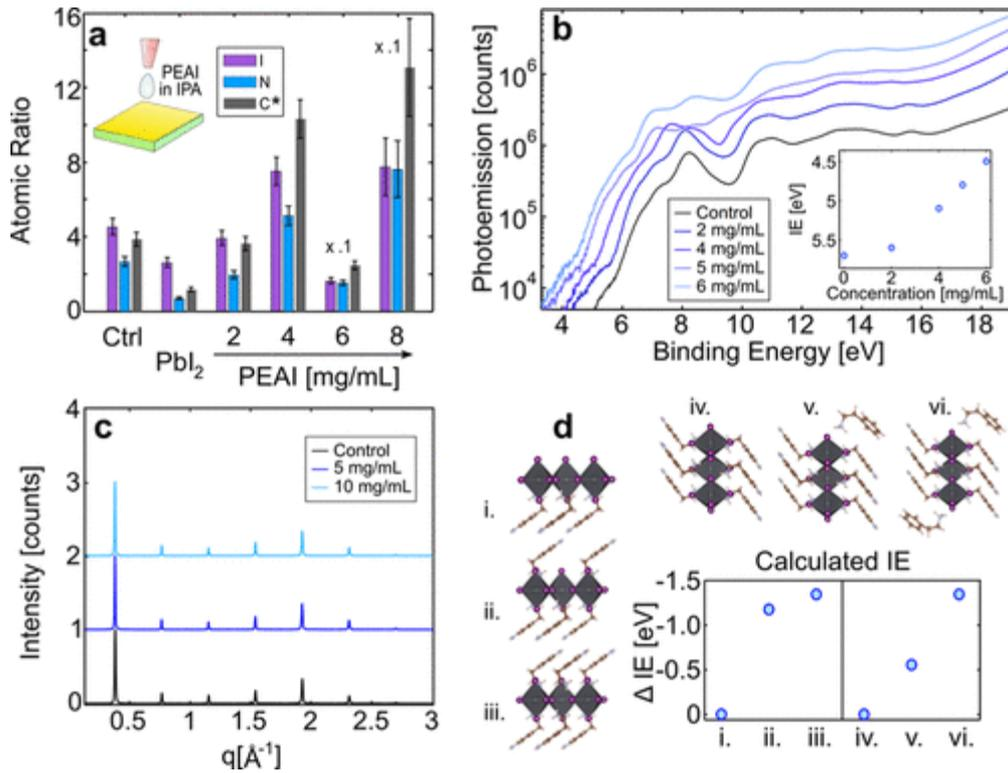 a
16
12
8
4
0
Atomic Ratio
PEAI
in IPA
I
N
C*
x .1
x .1
Ctrl
PbI2
2
4
6
8
PEAI [mg/mL]
b
10^6
10^6
10^5
10^4
Photoemission [counts]
Control
2 mg/mL
4 mg/mL
5 mg/mL
6 mg/mL
4.5
5
5.5
IE [eV]
0 2 4 6
Concentration [mg/mL]
4 6 8 10 12 14 16 18
Binding Energy [eV]
c
4
3
2
1
0
Intensity [counts]
Control
5 mg/mL
10 mg/mL
0.5 1 1.5 2 2.5 3
q[Å-1]
d
i.
ii.
iii.
iv. v. vi.
Calculated IE
-1.5
-1.0
-0.5
0
Δ IE [eV]
i. ii. iii. iv. v. vi.